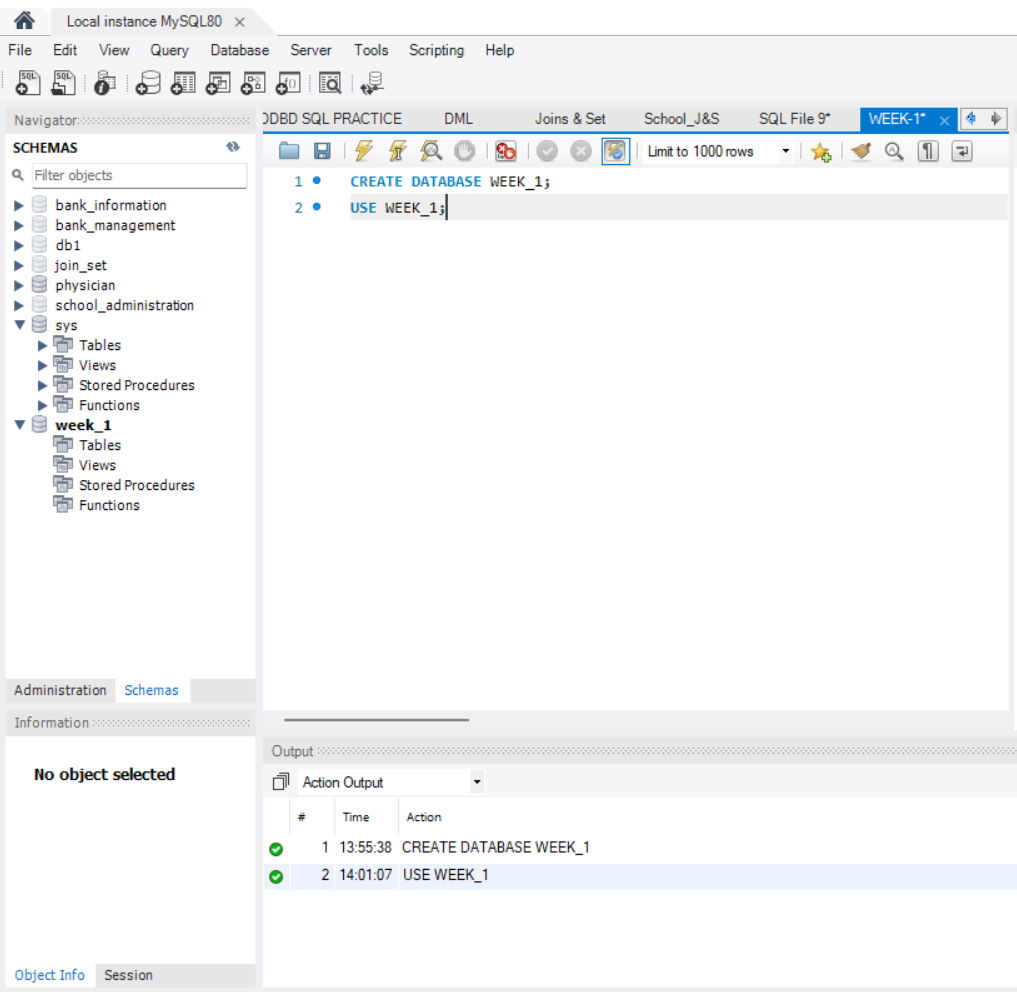 Local instance MySQL80
File Edit View Query Database Server Tools Scripting Help
SQL SQL
Navigator
DDBD SQL PRACTICE DML Joins & Set School_J&S SQL File 9* WEEK-1*
SCHEMAS
Limit to 1000 rows
Filter objects
1 CREATE DATABASE WEEK_1;
2 USE WEEK_1;
bank_information
bank_management
db1
join_set
physician
school_administration
sys
Tables
Views
Stored Procedures
Functions
week_1
Tables
Views
Stored Procedures
Functions
Administration Schemas
Information
No object selected
Object Info Session
Output
Action Output
# Time Action
1 13:55:38 CREATE DATABASE WEEK_1
2 14:01:07 USE WEEK_1